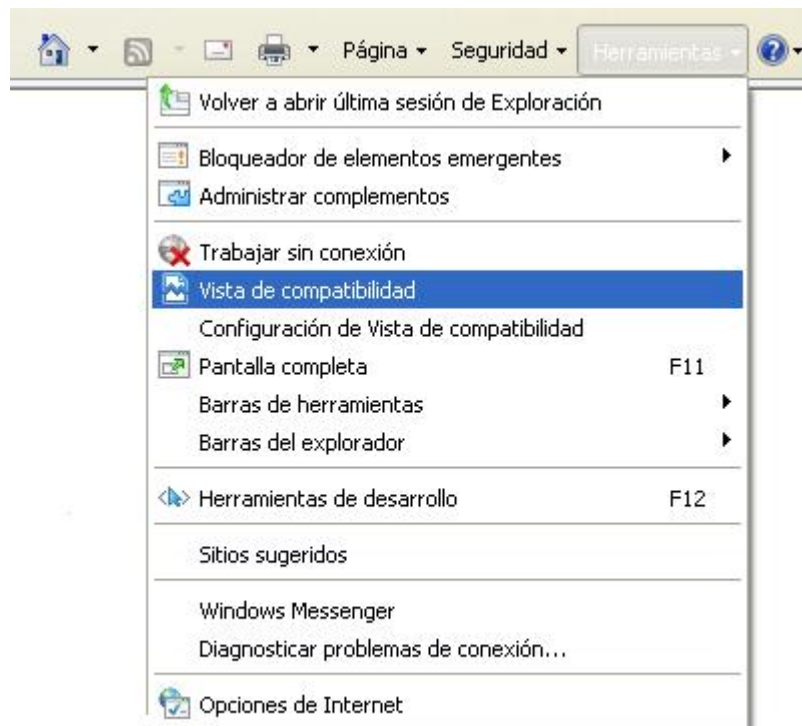 Página Seguridad Herramientas
Volver a abrir última sesión de Exploración
Bloqueador de elementos emergentes
Administrar complementos
Trabajar sin conexión
Vista de compatibilidad
Configuración de Vista de compatibilidad
Pantalla completa F11
Barras de herramientas
Barras del explorador
Herramientas de desarrollo F12
Sitios sugeridos
Windows Messenger
Diagnosticar problemas de conexión...
Opciones de Internet